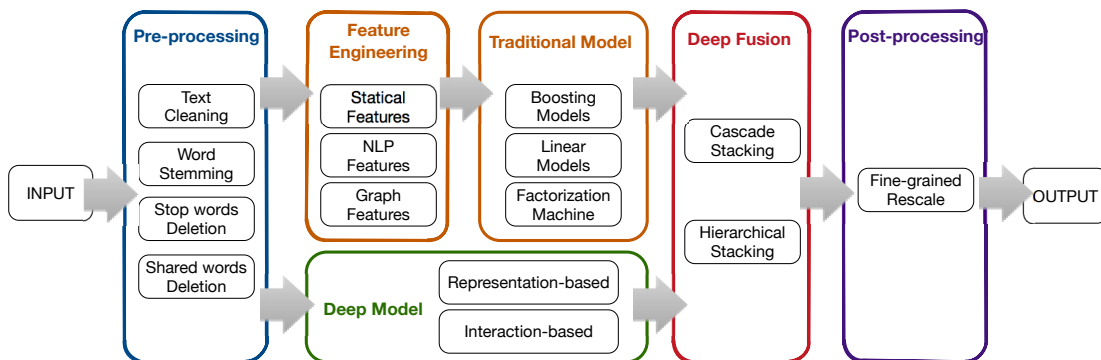 INPUT
Pre-processing
Text
Cleaning
Word
Stemming
Stop words
Deletion
Shared words
Deletion
Feature
Engineering
Statical
Features
NLP
Features
Graph
Features
Traditional Model
Boosting
Models
Linear
Models
Factorization
Machine
Deep Model
Representation-based
Interaction-based
Deep Fusion
Cascade
Stacking
Hierarchical
Stacking
Post-processing
Fine-grained
Rescale
OUTPUT